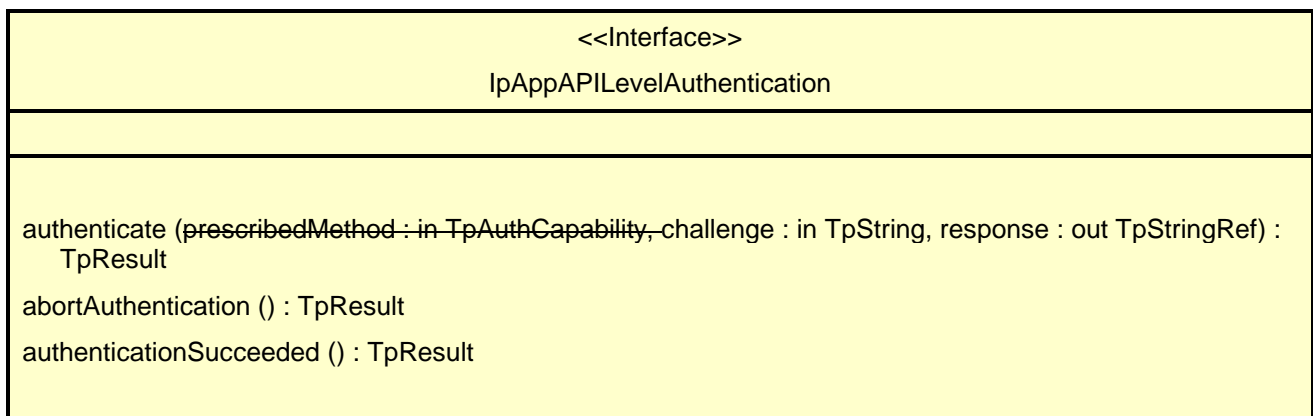 <<Interface>>
IpAppAPILevelAuthentication
authenticate (prescribedMethod : in TpAuthCapability, challenge : in TpString, response : out TpStringRef) :
TpResult
abortAuthentication () : TpResult
authenticationSucceeded () : TpResult